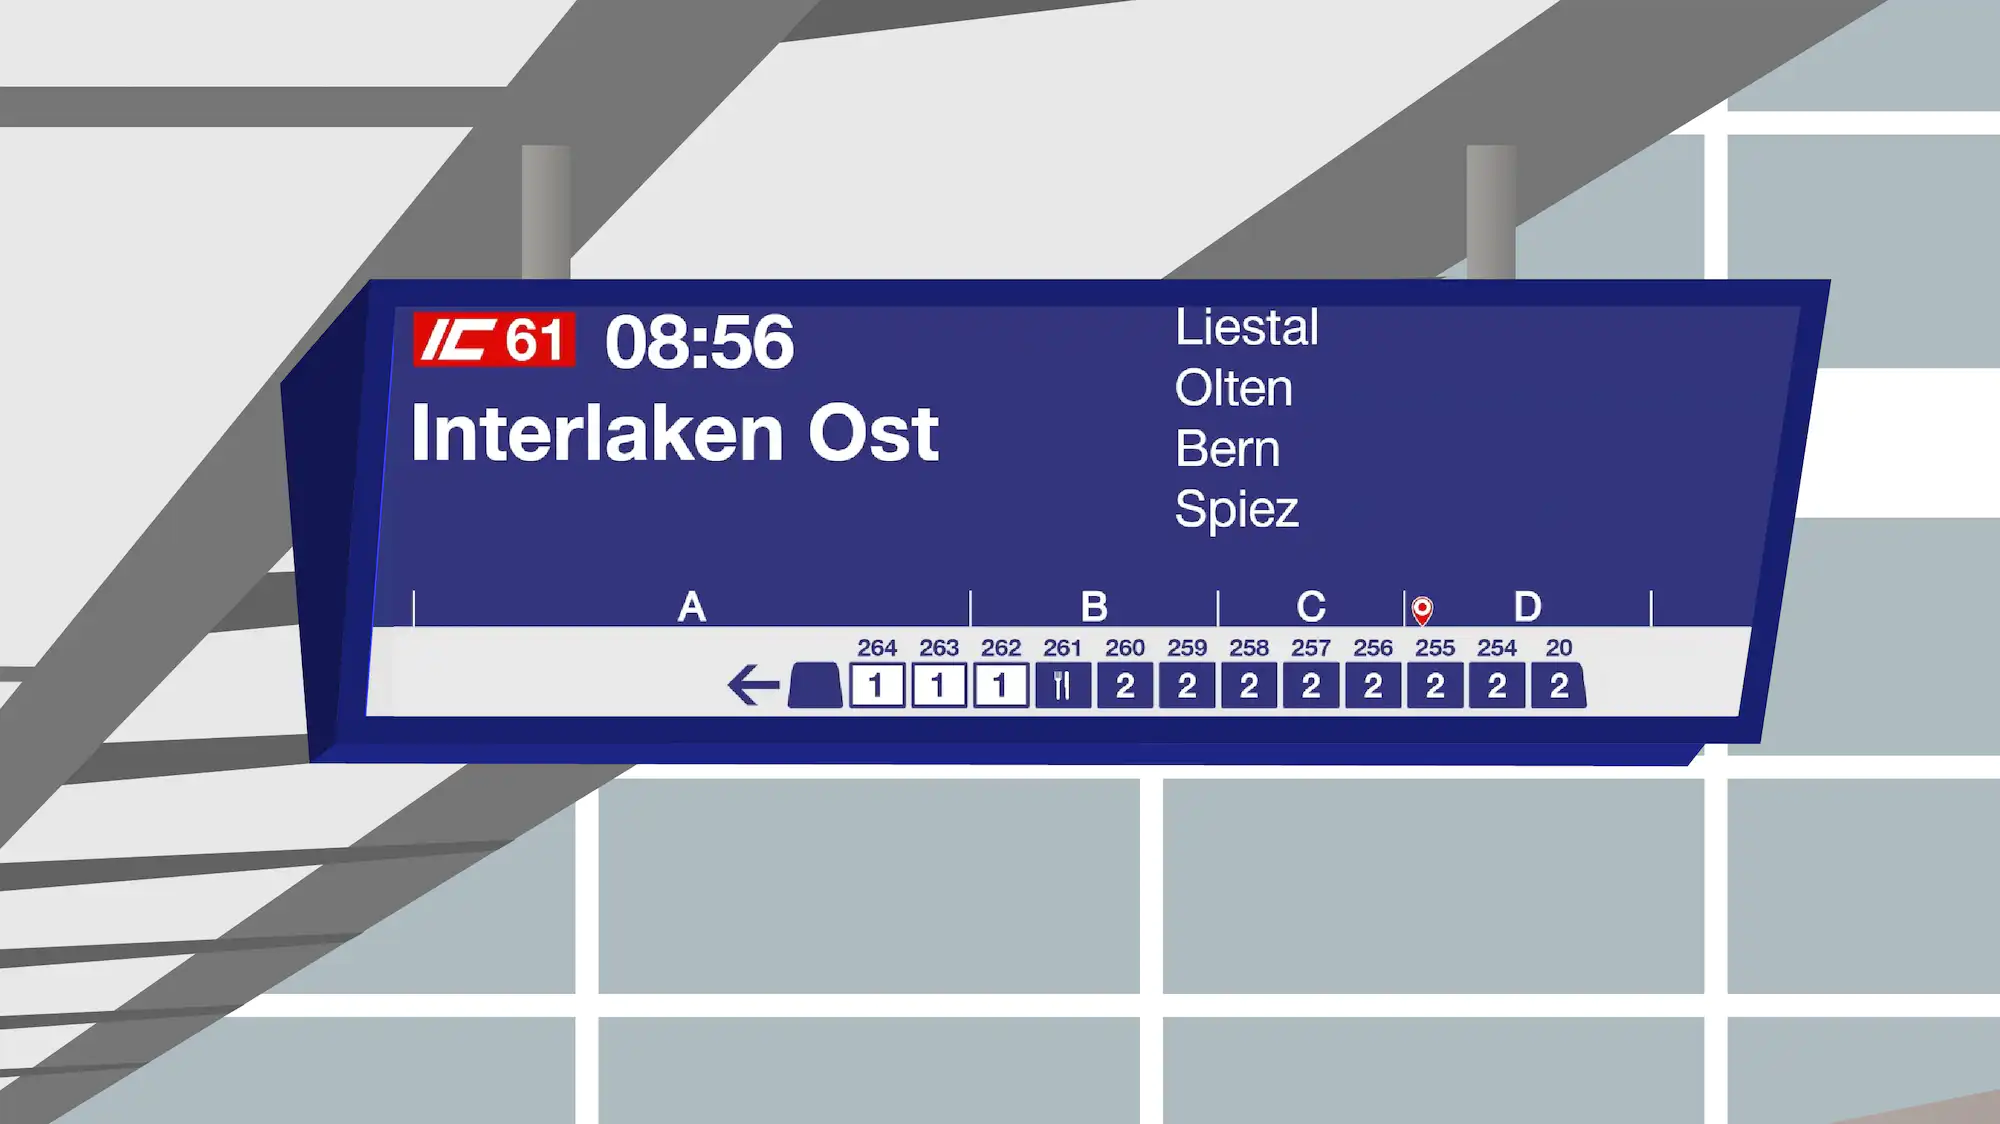 IC 61 08:56
Interlaken Ost
Liestal
Olten
Bern
Spiez
A B C D
264 263 262 261 260 259 258 257 256 255 254 20
1 1 1 2 2 2 2 2 2 2 2